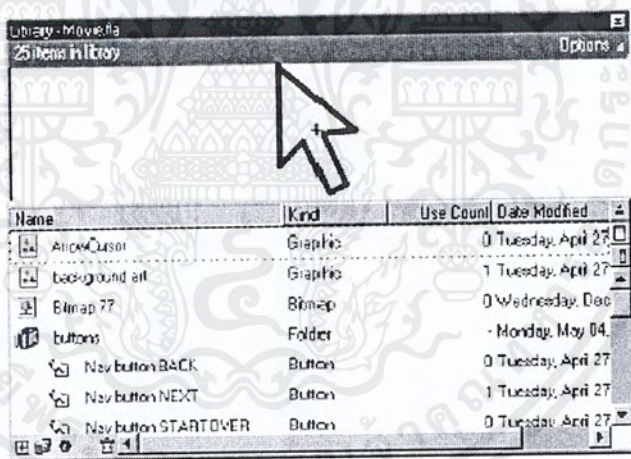 Library - Movie.fla
25 items in library Options
Name Kind Use Count Date Modified
ArrowCursor Graphic 0 Tuesday, April 27
background art Graphic 1 Tuesday, April 27
Bitmap 77 Bitmap 0 Wednesday, Dec
buttons Folder - Monday, May 04,
Nav button BACK Button 0 Tuesday, April 27
Nav button NEXT Button 1 Tuesday, April 27
Nav button STARTOVER Button 0 Tuesday, April 27